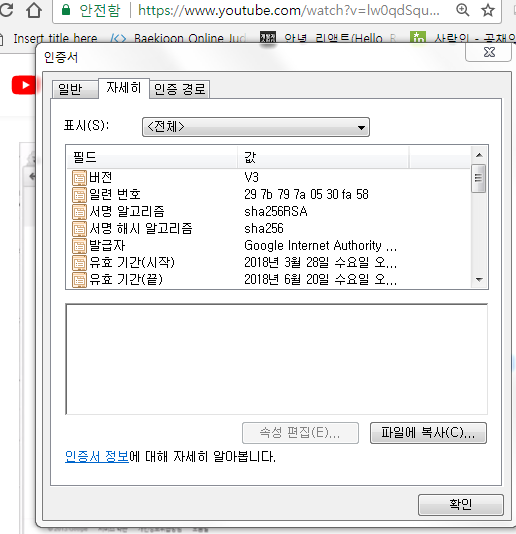 안전함 https://www.youtube.com/watch?v=lw0qdSqu...
Insert title here </> Baekjoon Online Jud 안녕, 리액트(Hello, R 사람인 - 공채의
인증서
일반 자세히 인증 경로
표시(S): <전체>
필드 값
버전 V3
일련 번호 29 7b 79 7a 05 30 fa 58
서명 알고리즘 sha256RSA
서명 해시 알고리즘 sha256
발급자 Google Internet Authority ...
유효 기간(시작) 2018년 3월 28일 수요일 오...
유효 기간(끝) 2018년 6월 20일 수요일 오...
속성 편집(E)... 파일에 복사(C)...
인증서 정보에 대해 자세히 알아봅니다.
확인